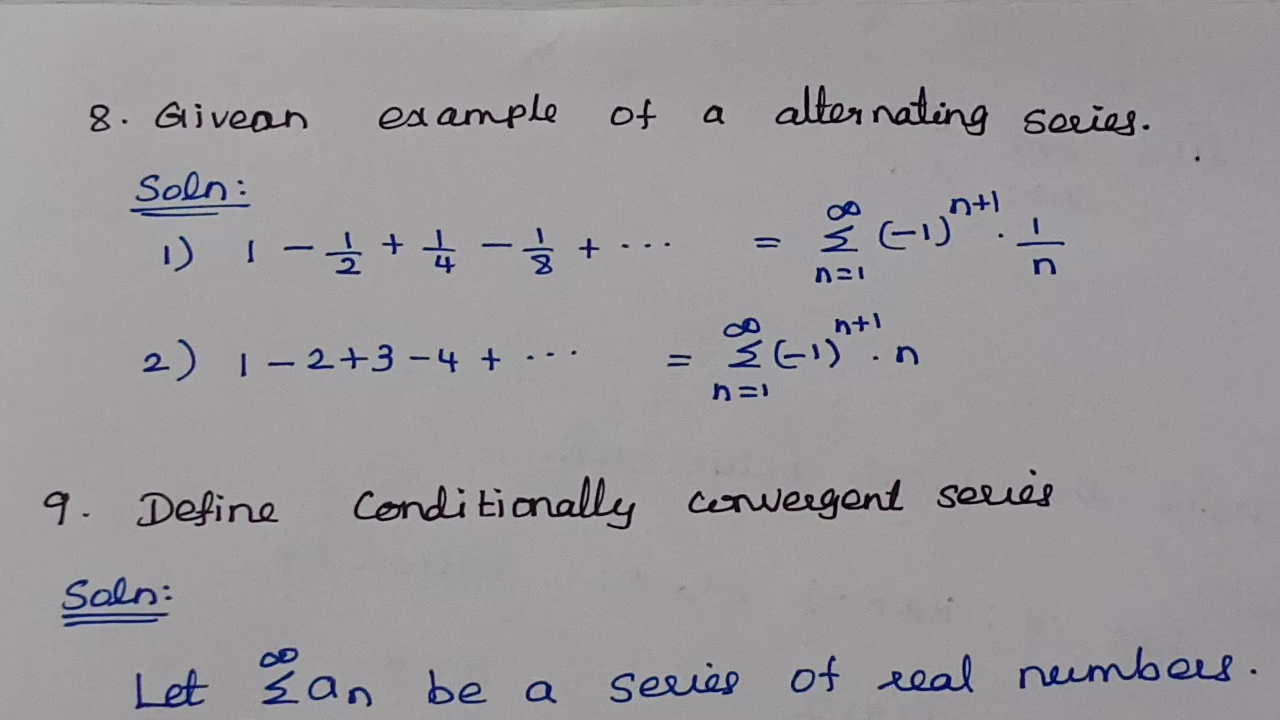 8. Givean example of a alternating series.
Soln:
1) 1 - 1/2 + 1/4 - 1/8 + ... = ∞ Σ n=1 (-1)^n+1 . 1/n
2) 1 - 2 + 3 - 4 + ... = ∞ Σ n=1 (-1)^n+1 . n
9. Define Conditionally convergent series
Soln:
Let ∞ Σ an be a series of real numbers.